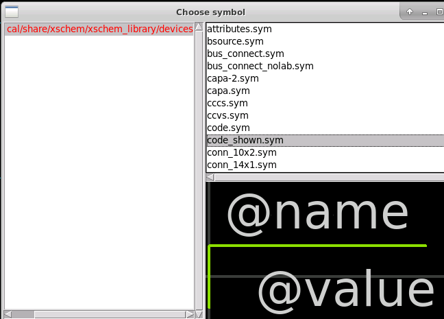 Choose symbol
cal/share/xschem/xschem_library/devices
attributes.sym
bsource.sym
bus_connect.sym
bus_connect_nolab.sym
capa-2.sym
capa.sym
cccs.sym
ccvs.sym
code.sym
code_shown.sym
conn_10x2.sym
conn_14x1.sym
@name
@value